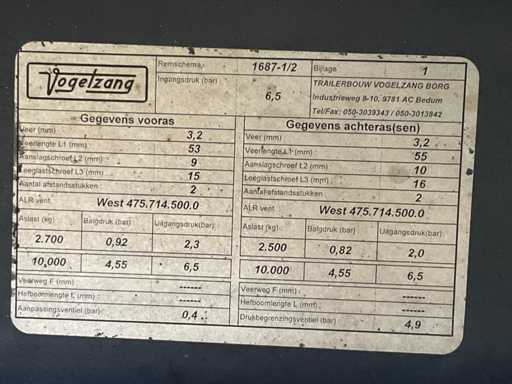 Vogelzang
Remschema 1687-1/2 Bijlage 1
Ingangsdruk (bar) 6,5
TRAILERBOUW VOGELZANG BORG
Industrieweg 8-10, 9781 AC Bedum
Tel/Fax: 050-3039343 / 050-3013842
Gegevens vooras
Veer (mm) 3,2
Veerlengte L1 (mm) 53
Aanslagschroef L2 (mm) 9
Leeglastschroef L3 (mm) 15
Aantal afstandsstukken 2
ALR vent. West 475.714.500.0
Aslast (kg) Balgdruk (bar) Uitgangsdruk(bar)
2.700 0,92 2,3
10,000 4,55 6,5
Veerweg F (mm) ------
Hefboomlengte L (mm) ------
Aanpassingsventiel (bar) 0,4
Gegevens achteras(sen)
Veer (mm) 3,2
Veerlengte L1 (mm) 55
Aanslagschroef L2 (mm) 10
Leeglastschroef L3 (mm) 16
Aantal afstandsstukken 2
ALR vent. West 475.714.500.0
Aslast (kg) Balgdruk (bar) Uitgangsdruk(bar)
2.500 0,82 2,0
10.000 4,55 6,5
Veerweg F (mm) ------
Hefboomlengte L (mm) ------
Drukbegrenzingsventiel (bar) 4,9